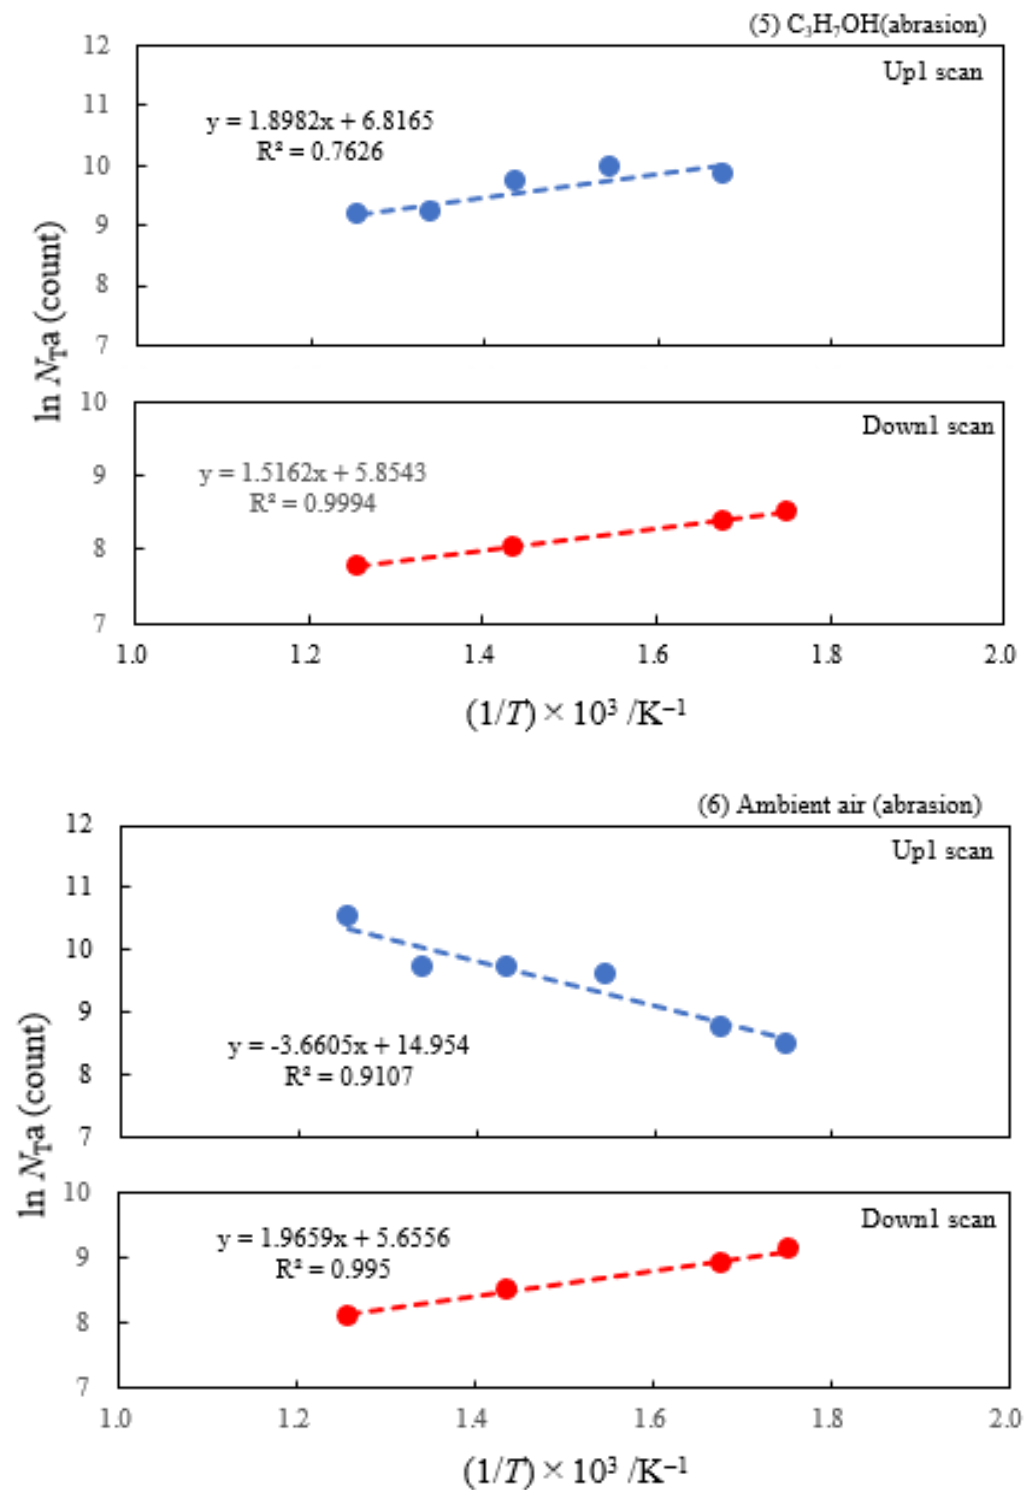 (5) C₃H₇OH(abrasion)
12
Up1 scan
11
y = 1.8982x + 6.8165
R² = 0.7626
10
9
8
7
ln N_Ta (count)
10
Down1 scan
9
y = 1.5162x + 5.8543
R² = 0.9994
8
7
1.0 1.2 1.4 1.6 1.8 2.0
(1/T) × 10³ /K⁻¹
(6) Ambient air (abrasion)
12
Up1 scan
11
10
9
y = -3.6605x + 14.954
R² = 0.9107
8
7
ln N_Ta (count)
10
Down1 scan
y = 1.9659x + 5.6556
R² = 0.995
9
8
7
1.0 1.2 1.4 1.6 1.8 2.0
(1/T) × 10³ /K⁻¹